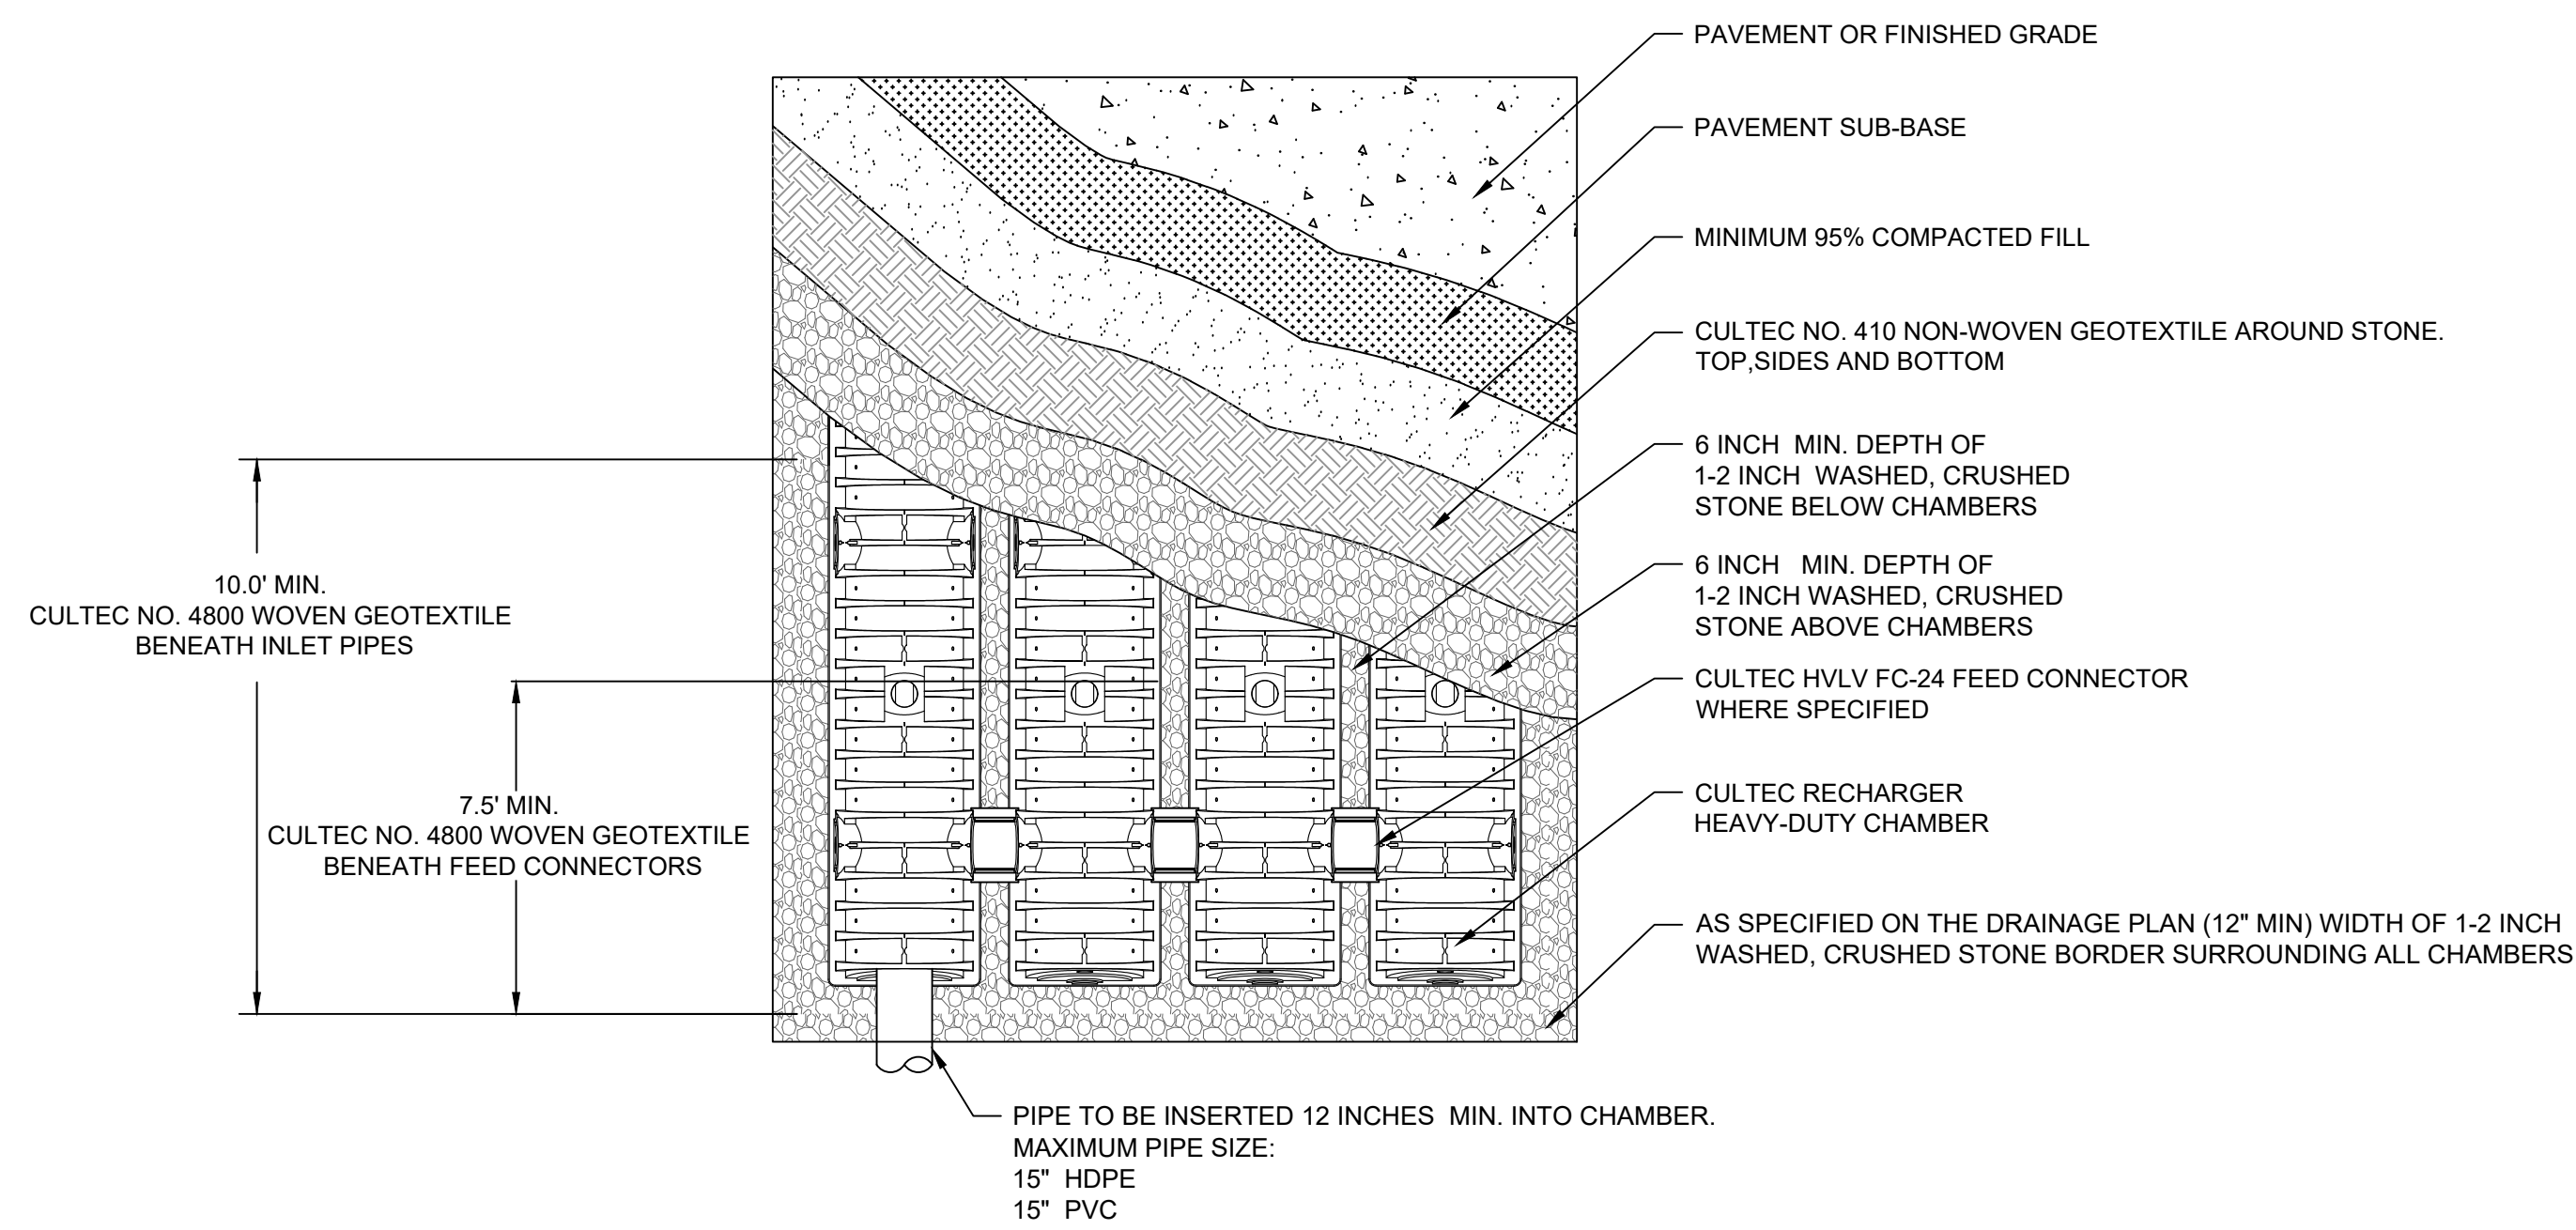 PAVEMENT OR FINISHED GRADE
PAVEMENT SUB-BASE
MINIMUM 95% COMPACTED FILL
CULTEC NO. 410 NON-WOVEN GEOTEXTILE AROUND STONE.
TOP,SIDES AND BOTTOM
6 INCH MIN. DEPTH OF
1-2 INCH WASHED, CRUSHED
STONE BELOW CHAMBERS
6 INCH MIN. DEPTH OF
1-2 INCH WASHED, CRUSHED
STONE ABOVE CHAMBERS
CULTEC HVLV FC-24 FEED CONNECTOR
WHERE SPECIFIED
CULTEC RECHARGER
HEAVY-DUTY CHAMBER
AS SPECIFIED ON THE DRAINAGE PLAN (12" MIN) WIDTH OF 1-2 INCH
WASHED, CRUSHED STONE BORDER SURROUNDING ALL CHAMBERS
10.0' MIN.
CULTEC NO. 4800 WOVEN GEOTEXTILE
BENEATH INLET PIPES
7.5' MIN.
CULTEC NO. 4800 WOVEN GEOTEXTILE
BENEATH FEED CONNECTORS
PIPE TO BE INSERTED 12 INCHES MIN. INTO CHAMBER.
MAXIMUM PIPE SIZE:
15" HDPE
15" PVC